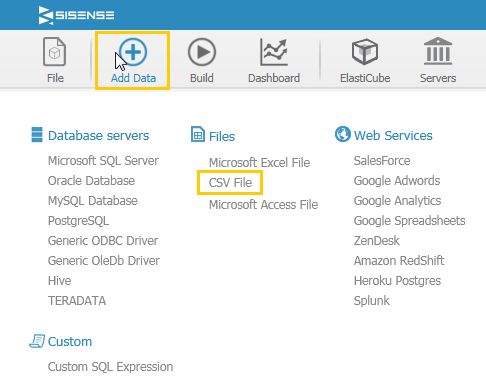 SISENSE
File
Add Data
Build
Dashboard
ElastiCube
Servers
Database servers
Microsoft SQL Server
Oracle Database
MySQL Database
PostgreSQL
Generic ODBC Driver
Generic OleDb Driver
Hive
TERADATA
Files
Microsoft Excel File
CSV File
Microsoft Access File
Web Services
SalesForce
Google Adwords
Google Analytics
Google Spreadsheets
ZenDesk
Amazon RedShift
Heroku Postgres
Splunk
Custom
Custom SQL Expression